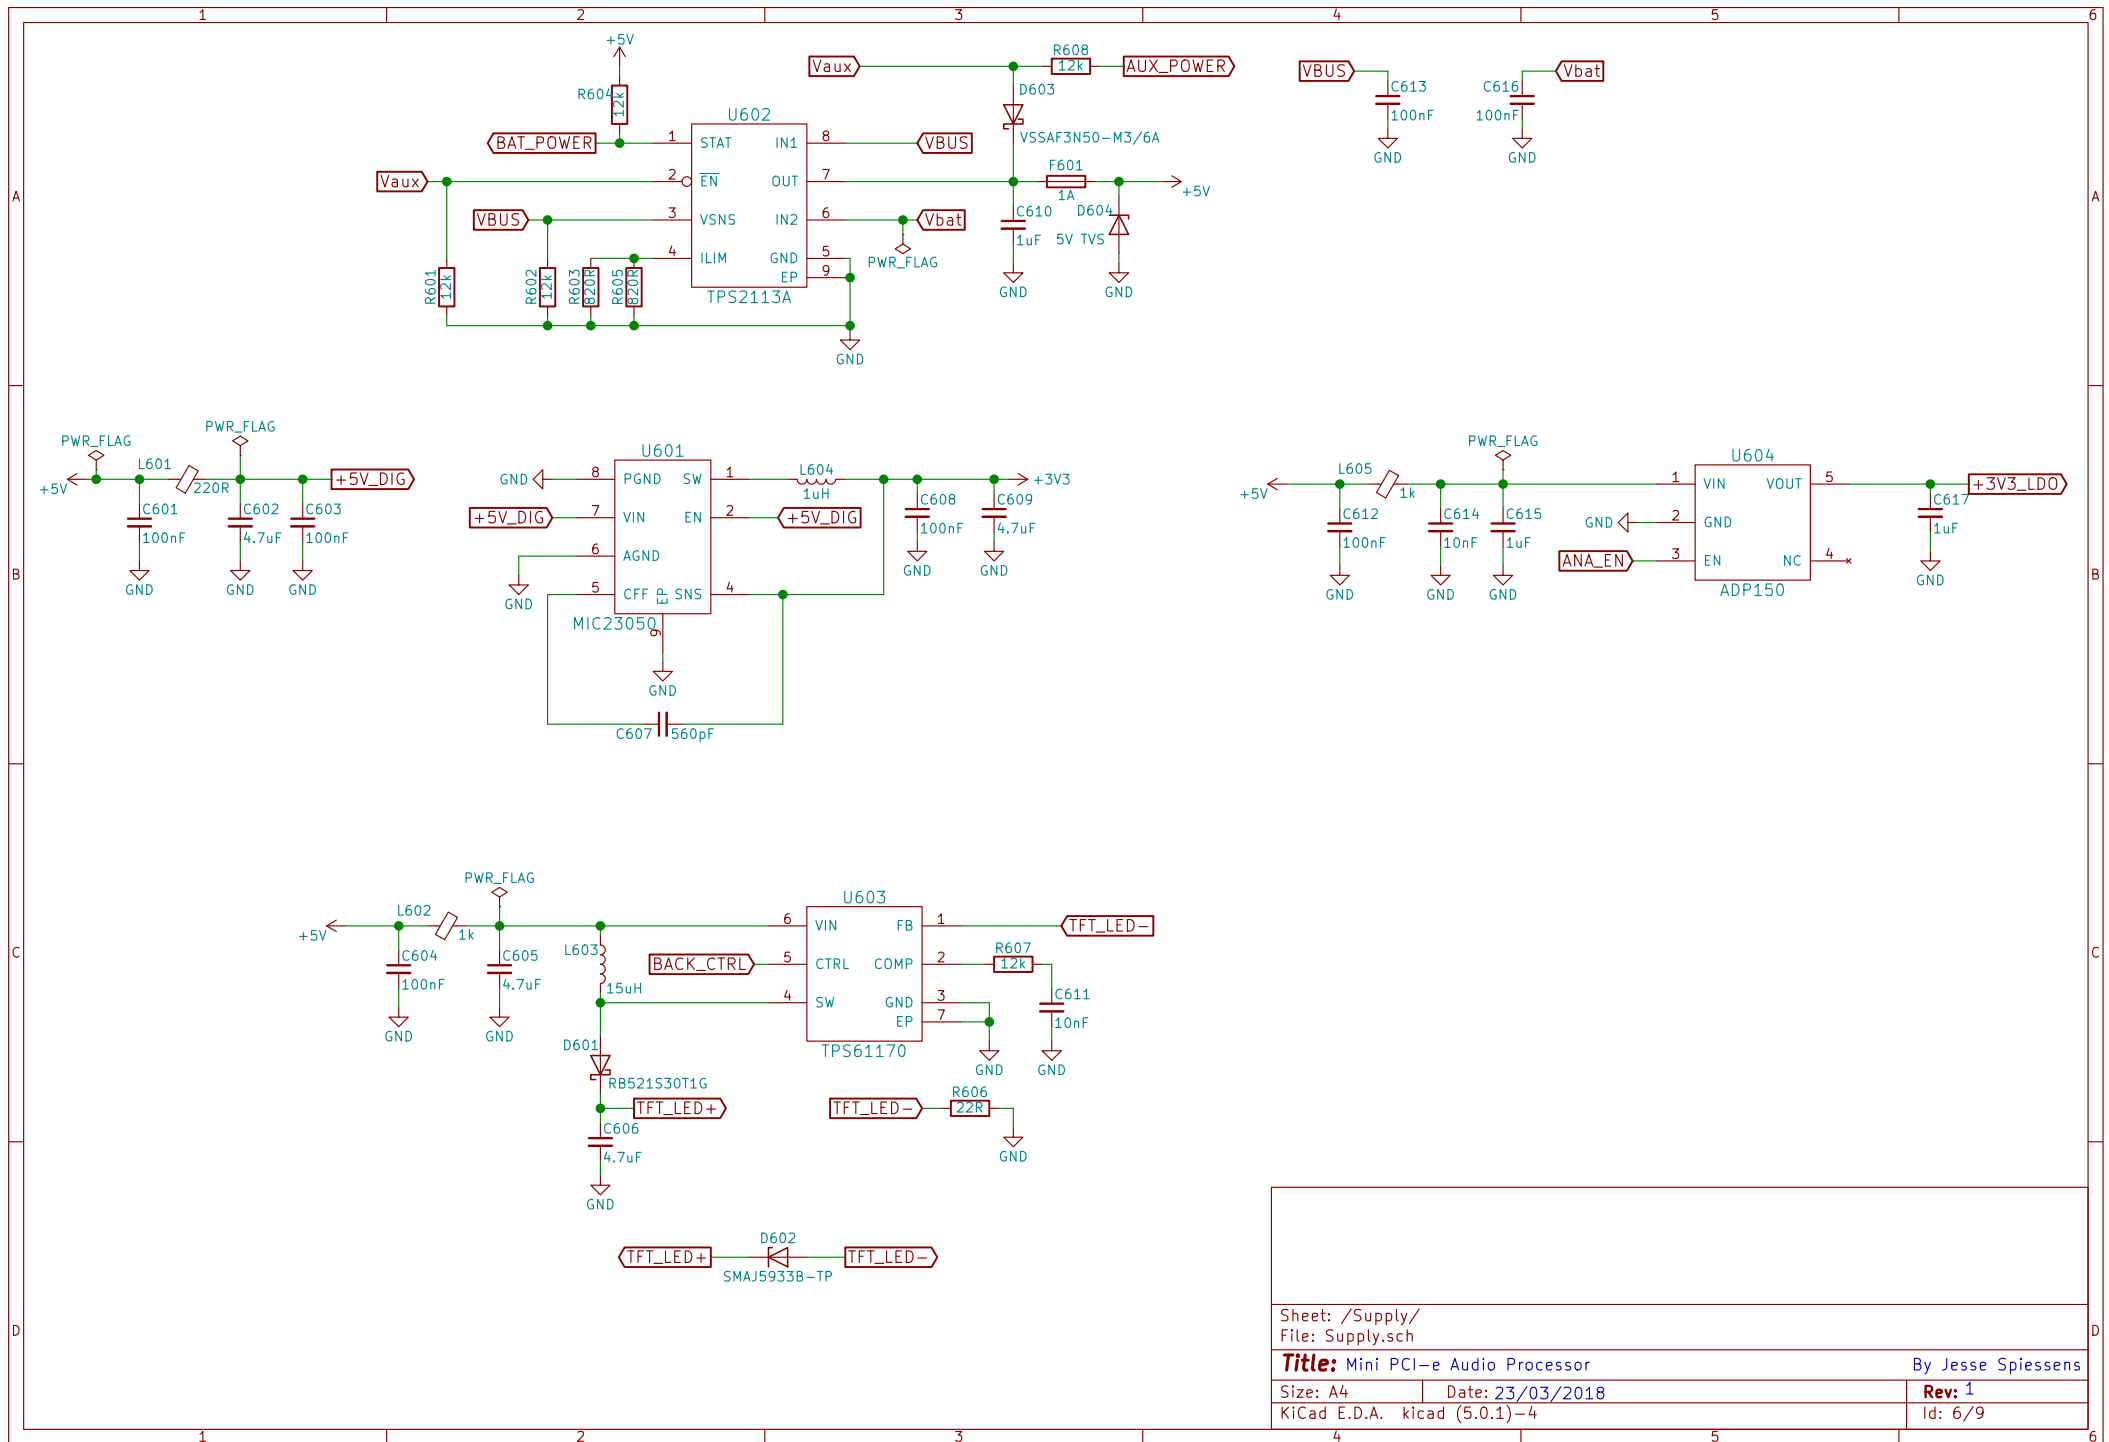 1 2 3 4 5 6
A
B
C
D
A
B
C
D
+5V
R604
12k
BAT_POWER
Vaux
VBUS
R601
12k
R602
12k
R603
820R
R605
820R
U602
1 STAT
2 EN
3 VSNS
4 ILIM
IN1 8
OUT 7
IN2 6
GND 5
EP 9
TPS2113A
VBUS
Vbat
PWR_FLAG
GND
Vaux
R608
12k
AUX_POWER
D603
VSSAF3N50-M3/6A
F601
1A
+5V
C610
1uF
D604
5V TVS
GND
GND
VBUS
C613
100nF
GND
Vbat
C616
100nF
GND
PWR_FLAG
PWR_FLAG
+5V
L601
220R
+5V_DIG
C601
100nF
C602
4.7uF
C603
100nF
GND
GND
GND
U601
GND
8 PGND
+5V_DIG
7 VIN
6 AGND
5 CFF
GND
SW 1
EN 2
SNS 4
EP
9
MIC23050
L604
1uH
+5V_DIG
+3V3
C608
100nF
C609
4.7uF
GND
GND
GND
C607
560pF
PWR_FLAG
+5V
L605
1k
C612
100nF
C614
10nF
C615
1uF
GND
GND
GND
U604
1 VIN
GND
2 GND
ANA_EN
3 EN
VOUT 5
NC 4
ADP150
+3V3_LDO
C617
1uF
GND
PWR_FLAG
+5V
L602
1k
C604
100nF
C605
4.7uF
GND
GND
L603
15uH
BACK_CTRL
U603
6 VIN
5 CTRL
4 SW
FB 1
COMP 2
GND 3
EP 7
TPS61170
TFT_LED-
R607
12k
C611
10nF
GND
GND
D601
RB521S30T1G
TFT_LED+
C606
4.7uF
GND
TFT_LED-
R606
22R
GND
TFT_LED+
D602
SMAJ5933B-TP
TFT_LED-
Sheet: /Supply/
File: Supply.sch
Title: Mini PCI-e Audio Processor By Jesse Spiessens
Size: A4 Date: 23/03/2018 Rev: 1
KiCad E.D.A. kicad (5.0.1)-4 Id: 6/9
1 2 3 4 5 6